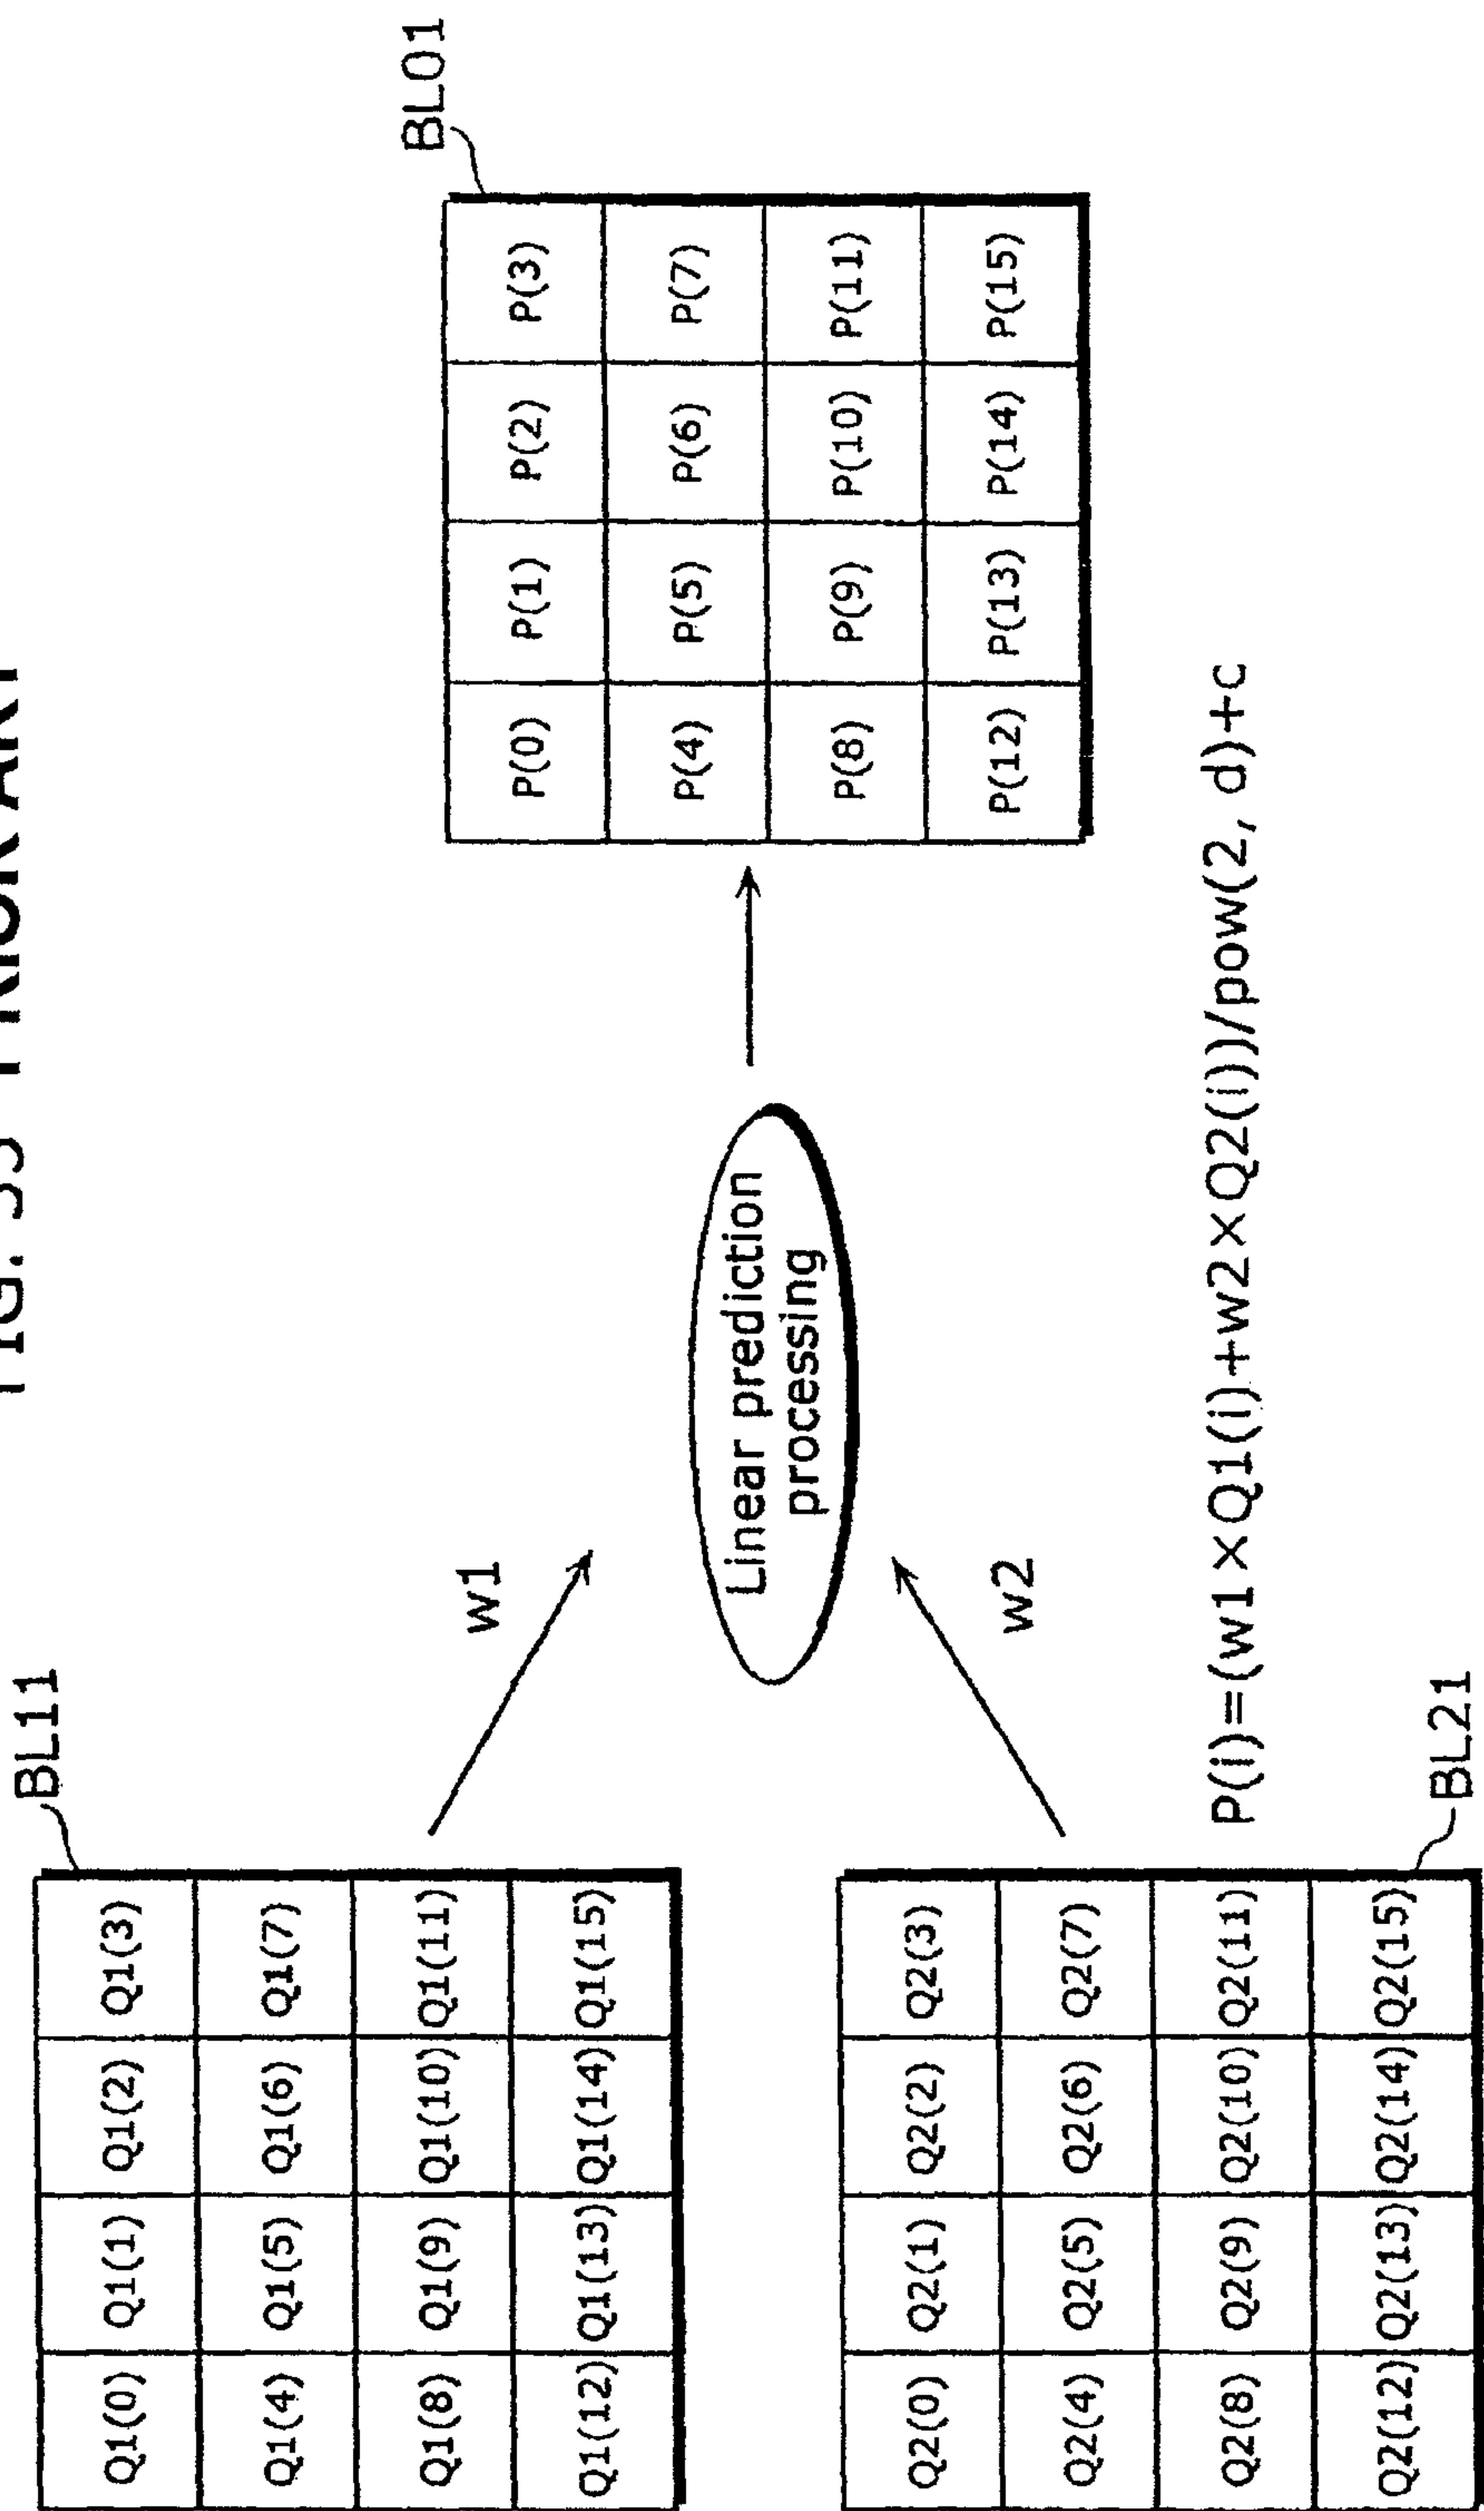 FIG. PRIOR ART
BL11
Q1(0) Q1(1) Q1(2) Q1(3)
Q1(4) Q1(5) Q1(6) Q1(7)
Q1(8) Q1(9) Q1(10) Q1(11)
Q1(12) Q1(13) Q1(14) Q1(15)
w1
Linear prediction
processing
w2
BL01
P(0) P(1) P(2) P(3)
P(4) P(5) P(6) P(7)
P(8) P(9) P(10) P(11)
P(12) P(13) P(14) P(15)
Q2(0) Q2(1) Q2(2) Q2(3)
Q2(4) Q2(5) Q2(6) Q2(7)
Q2(8) Q2(9) Q2(10) Q2(11)
Q2(12) Q2(13) Q2(14) Q2(15)
P(i)=(w1×Q1(i)+w2×Q2(i))/pow(2, d)+c
BL21